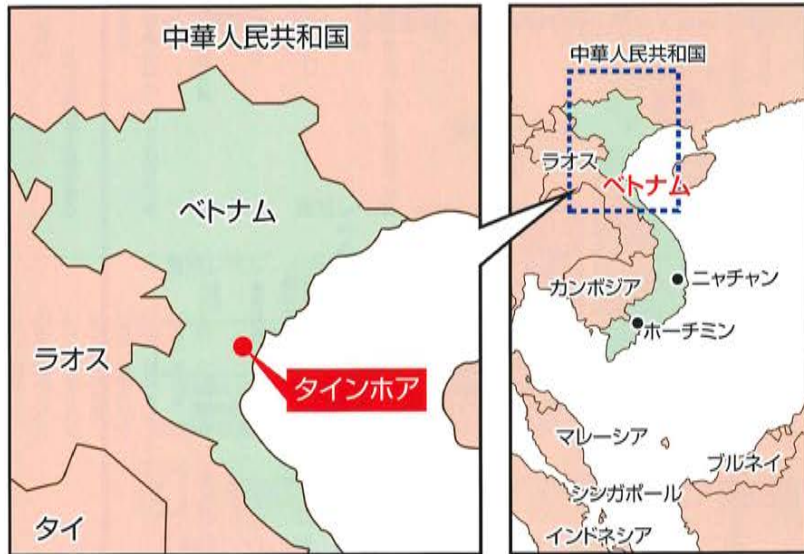 中華人民共和国
ベトナム
ラオス
タインホア
タイ
中華人民共和国
ラオス
ベトナム
カンボジア
ニャチャン
ホーチミン
マレーシア
ブルネイ
シンガポール
インドネシア